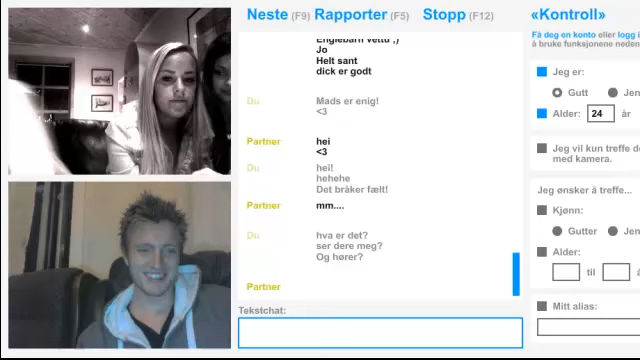 Neste (F9) Rapporter (F5) Stopp (F12)
Englebarn vettu ;)
Jo
Helt sant
dick er godt
Du Mads er enig!
<3
Partner hei
<3
Du hei!
hehehe
Det bråker fælt!
Partner mm....
Du hva er det?
ser dere meg?
Og hører?
Partner
Tekstchat:
«Kontroll»
Få deg en konto eller logg i
å bruke funksjonene neden
Jeg er:
Gutt Jen
Alder: 24 år
Jeg vil kun treffe d
med kamera.
Jeg ønsker å treffe...
Kjønn:
Gutter Jen
Alder:
til å
Mitt alias: